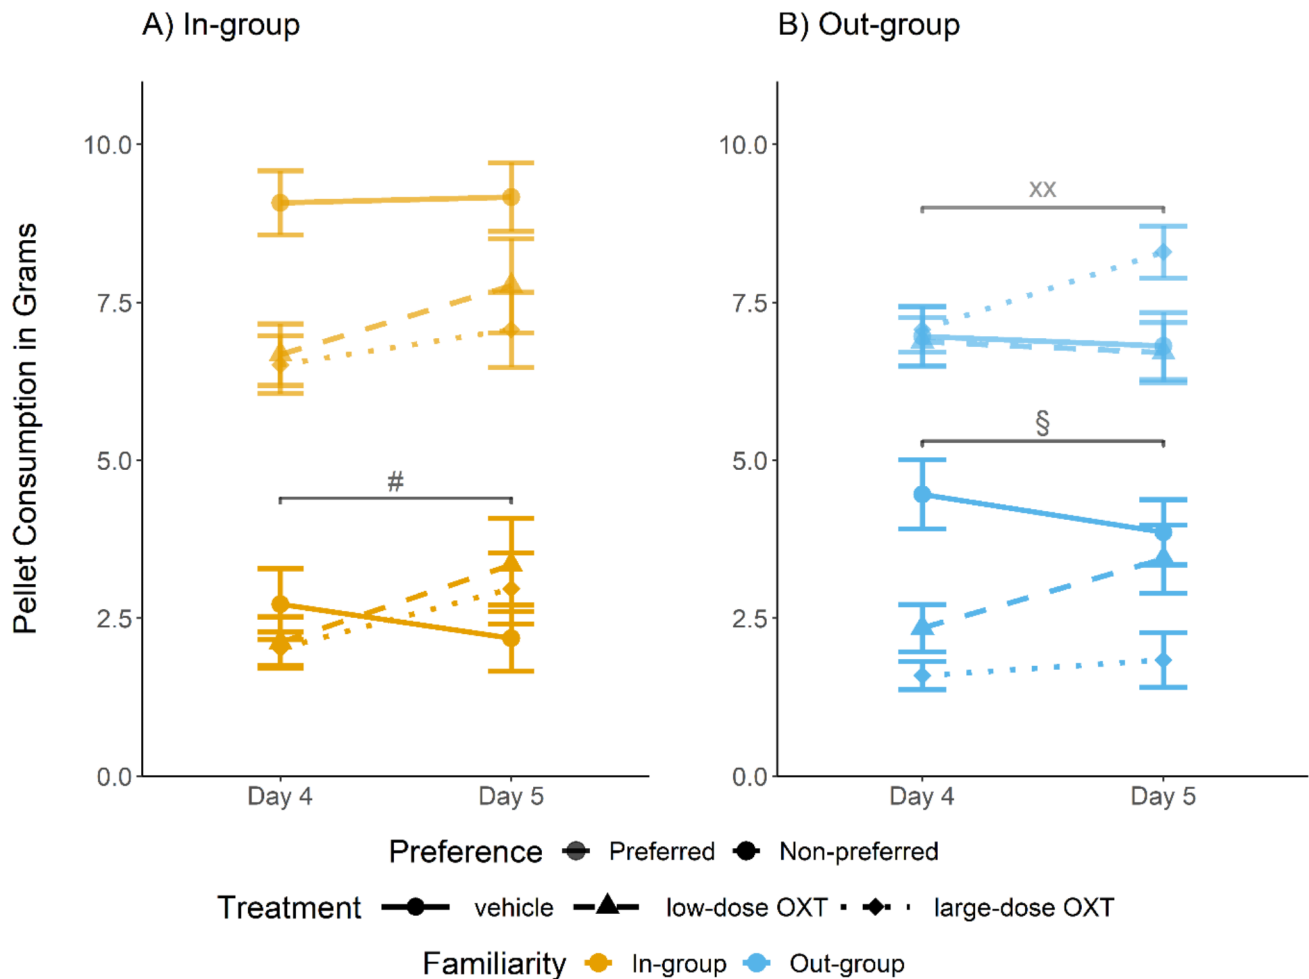 A) In-group
B) Out-group
Pellet Consumption in Grams
10.0
7.5
5.0
2.5
0.0
#
Day 4
Day 5
10.0
7.5
5.0
2.5
0.0
xx
§
Day 4
Day 5
Preference Preferred Non-preferred
Treatment vehicle low-dose OXT large-dose OXT
Familiarity In-group Out-group